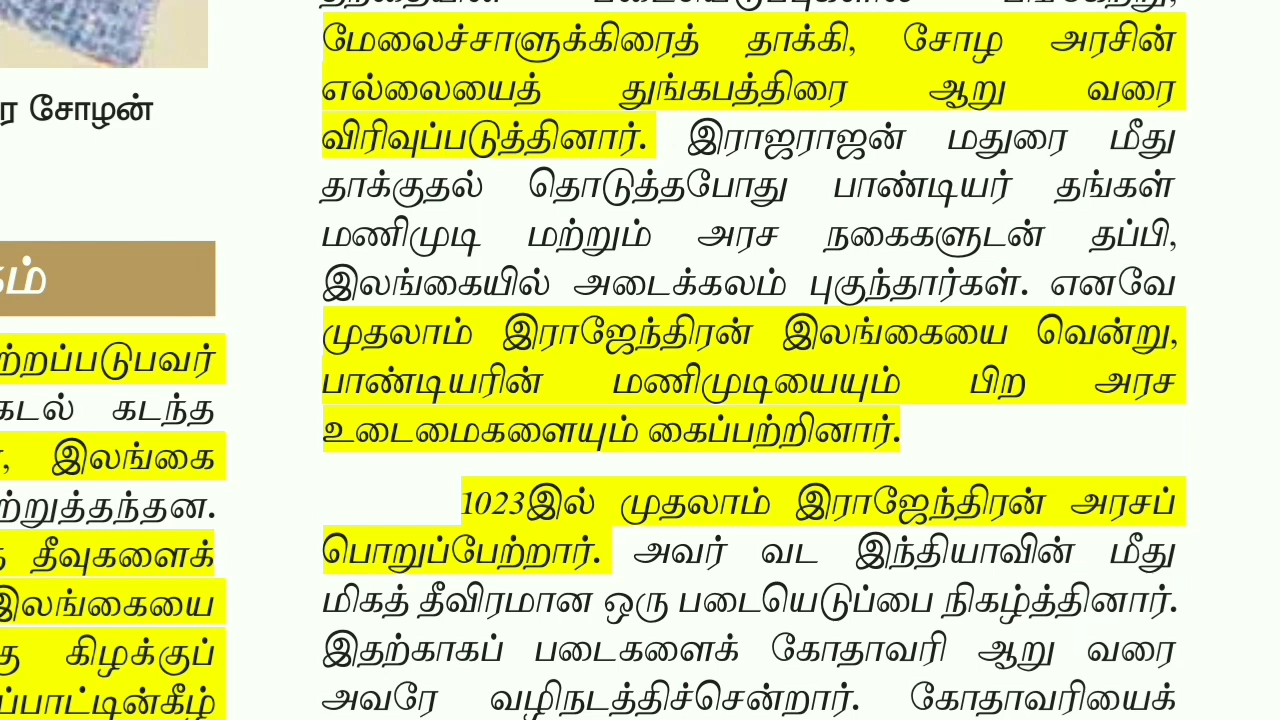 ர சோழன்
கம்
ற்றப்படுபவர்
கடல் கடந்த
இலங்கை
ற்றுத்தந்தன.
தீவுகளைக்
இலங்கையை
கிழக்குப்
ப்பாட்டின்கீழ்
மேலைச்சாளுக்கிரைத் தாக்கி, சோழ அரசின்
எல்லையைத் துங்கபத்திரை ஆறு வரை
விரிவுப்படுத்தினார். இராஜராஜன் மதுரை மீது
தாக்குதல் தொடுத்தபோது பாண்டியர் தங்கள்
மணிமுடி மற்றும் அரச நகைகளுடன் தப்பி,
இலங்கையில் அடைக்கலம் புகுந்தார்கள். எனவே
முதலாம் இராஜேந்திரன் இலங்கையை வென்று,
பாண்டியரின் மணிமுடியையும் பிற அரச
உடைமைகளையும் கைப்பற்றினார்.
1023இல் முதலாம் இராஜேந்திரன் அரசப்
பொறுப்பேற்றார். அவர் வட இந்தியாவின் மீது
மிகத் தீவிரமான ஒரு படையெடுப்பை நிகழ்த்தினார்.
இதற்காகப் படைகளைக் கோதாவரி ஆறு வரை
அவரே வழிநடத்திச்சென்றார். கோதாவரியைக்